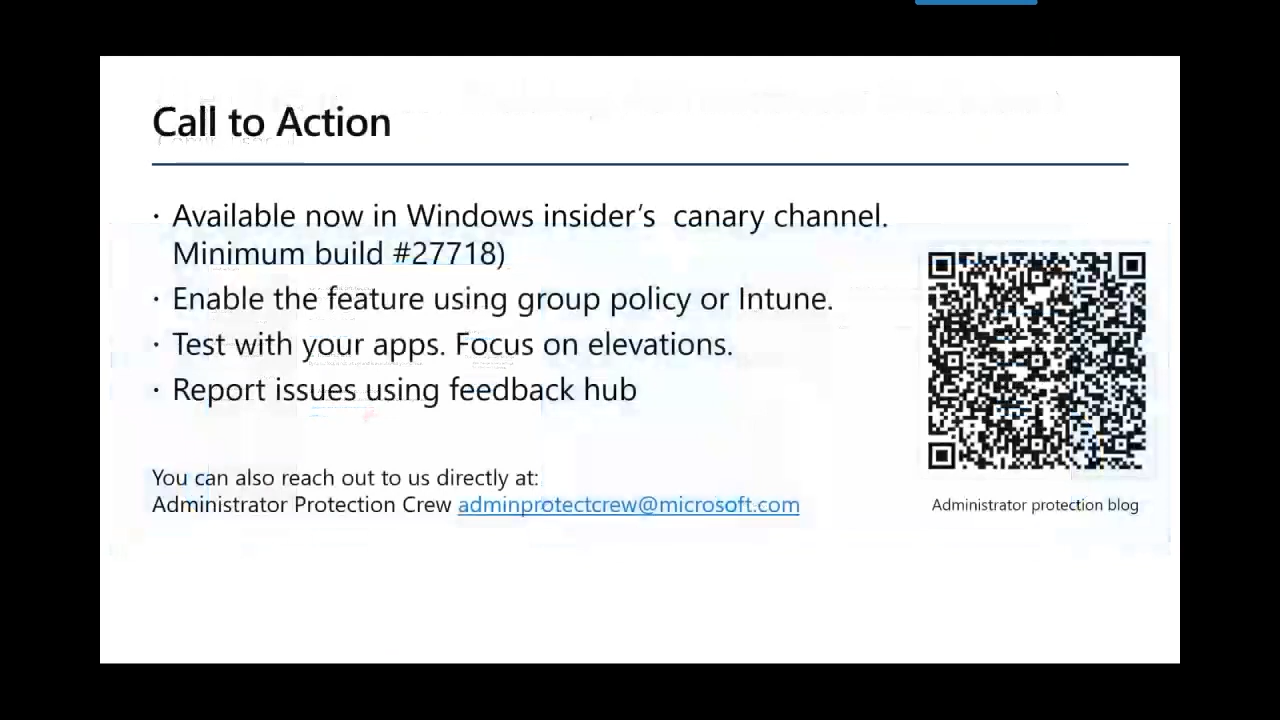 Call to Action
· Available now in Windows insider’s  canary channel.
Minimum build #27718)
· Enable the feature using group policy or Intune.
· Test with your apps. Focus on elevations.
· Report issues using feedback hub
You can also reach out to us directly at:
Administrator Protection Crew adminprotectcrew@microsoft.com
Administrator protection blog